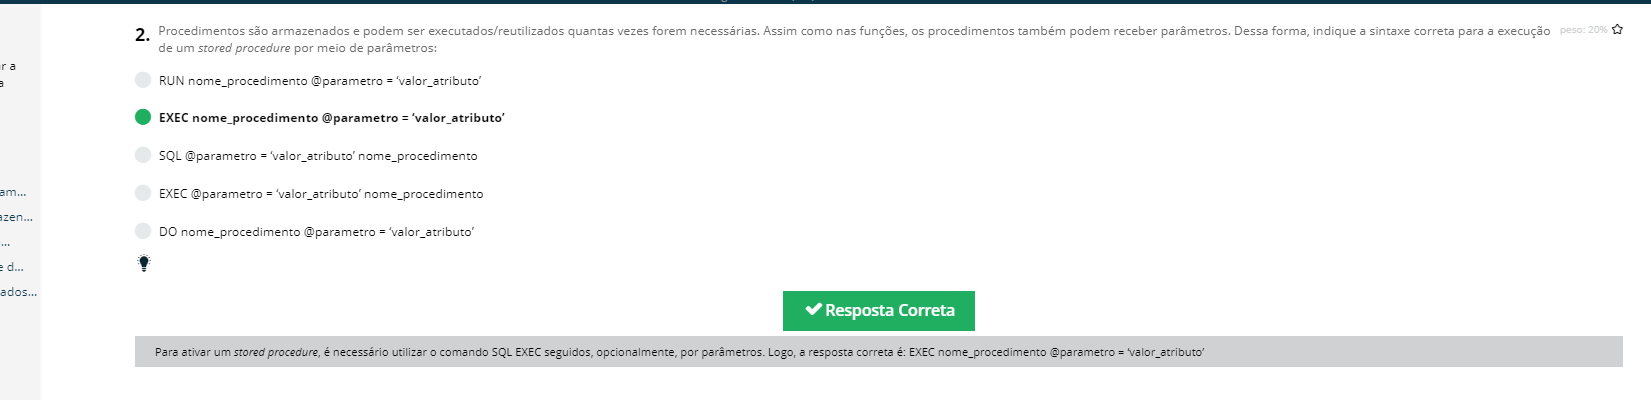 2. Procedimentos são armazenados e podem ser executados/reutilizados quantas vezes forem necessárias. Assim como nas funções, os procedimentos também podem receber parâmetros. Dessa forma, indique a sintaxe correta para a execução peso: 20%
de um stored procedure por meio de parâmetros:
r a
a
RUN nome_procedimento @parametro = ‘valor_atributo’
EXEC nome_procedimento @parametro = ‘valor_atributo’
SQL @parametro = ‘valor_atributo’ nome_procedimento
am...
EXEC @parametro = ‘valor_atributo’ nome_procedimento
azen...
DO nome_procedimento @parametro = ‘valor_atributo’
...
e d...
ados...
Resposta Correta
Para ativar um stored procedure, é necessário utilizar o comando SQL EXEC seguidos, opcionalmente, por parâmetros. Logo, a resposta correta é: EXEC nome_procedimento @parametro = ‘valor_atributo’